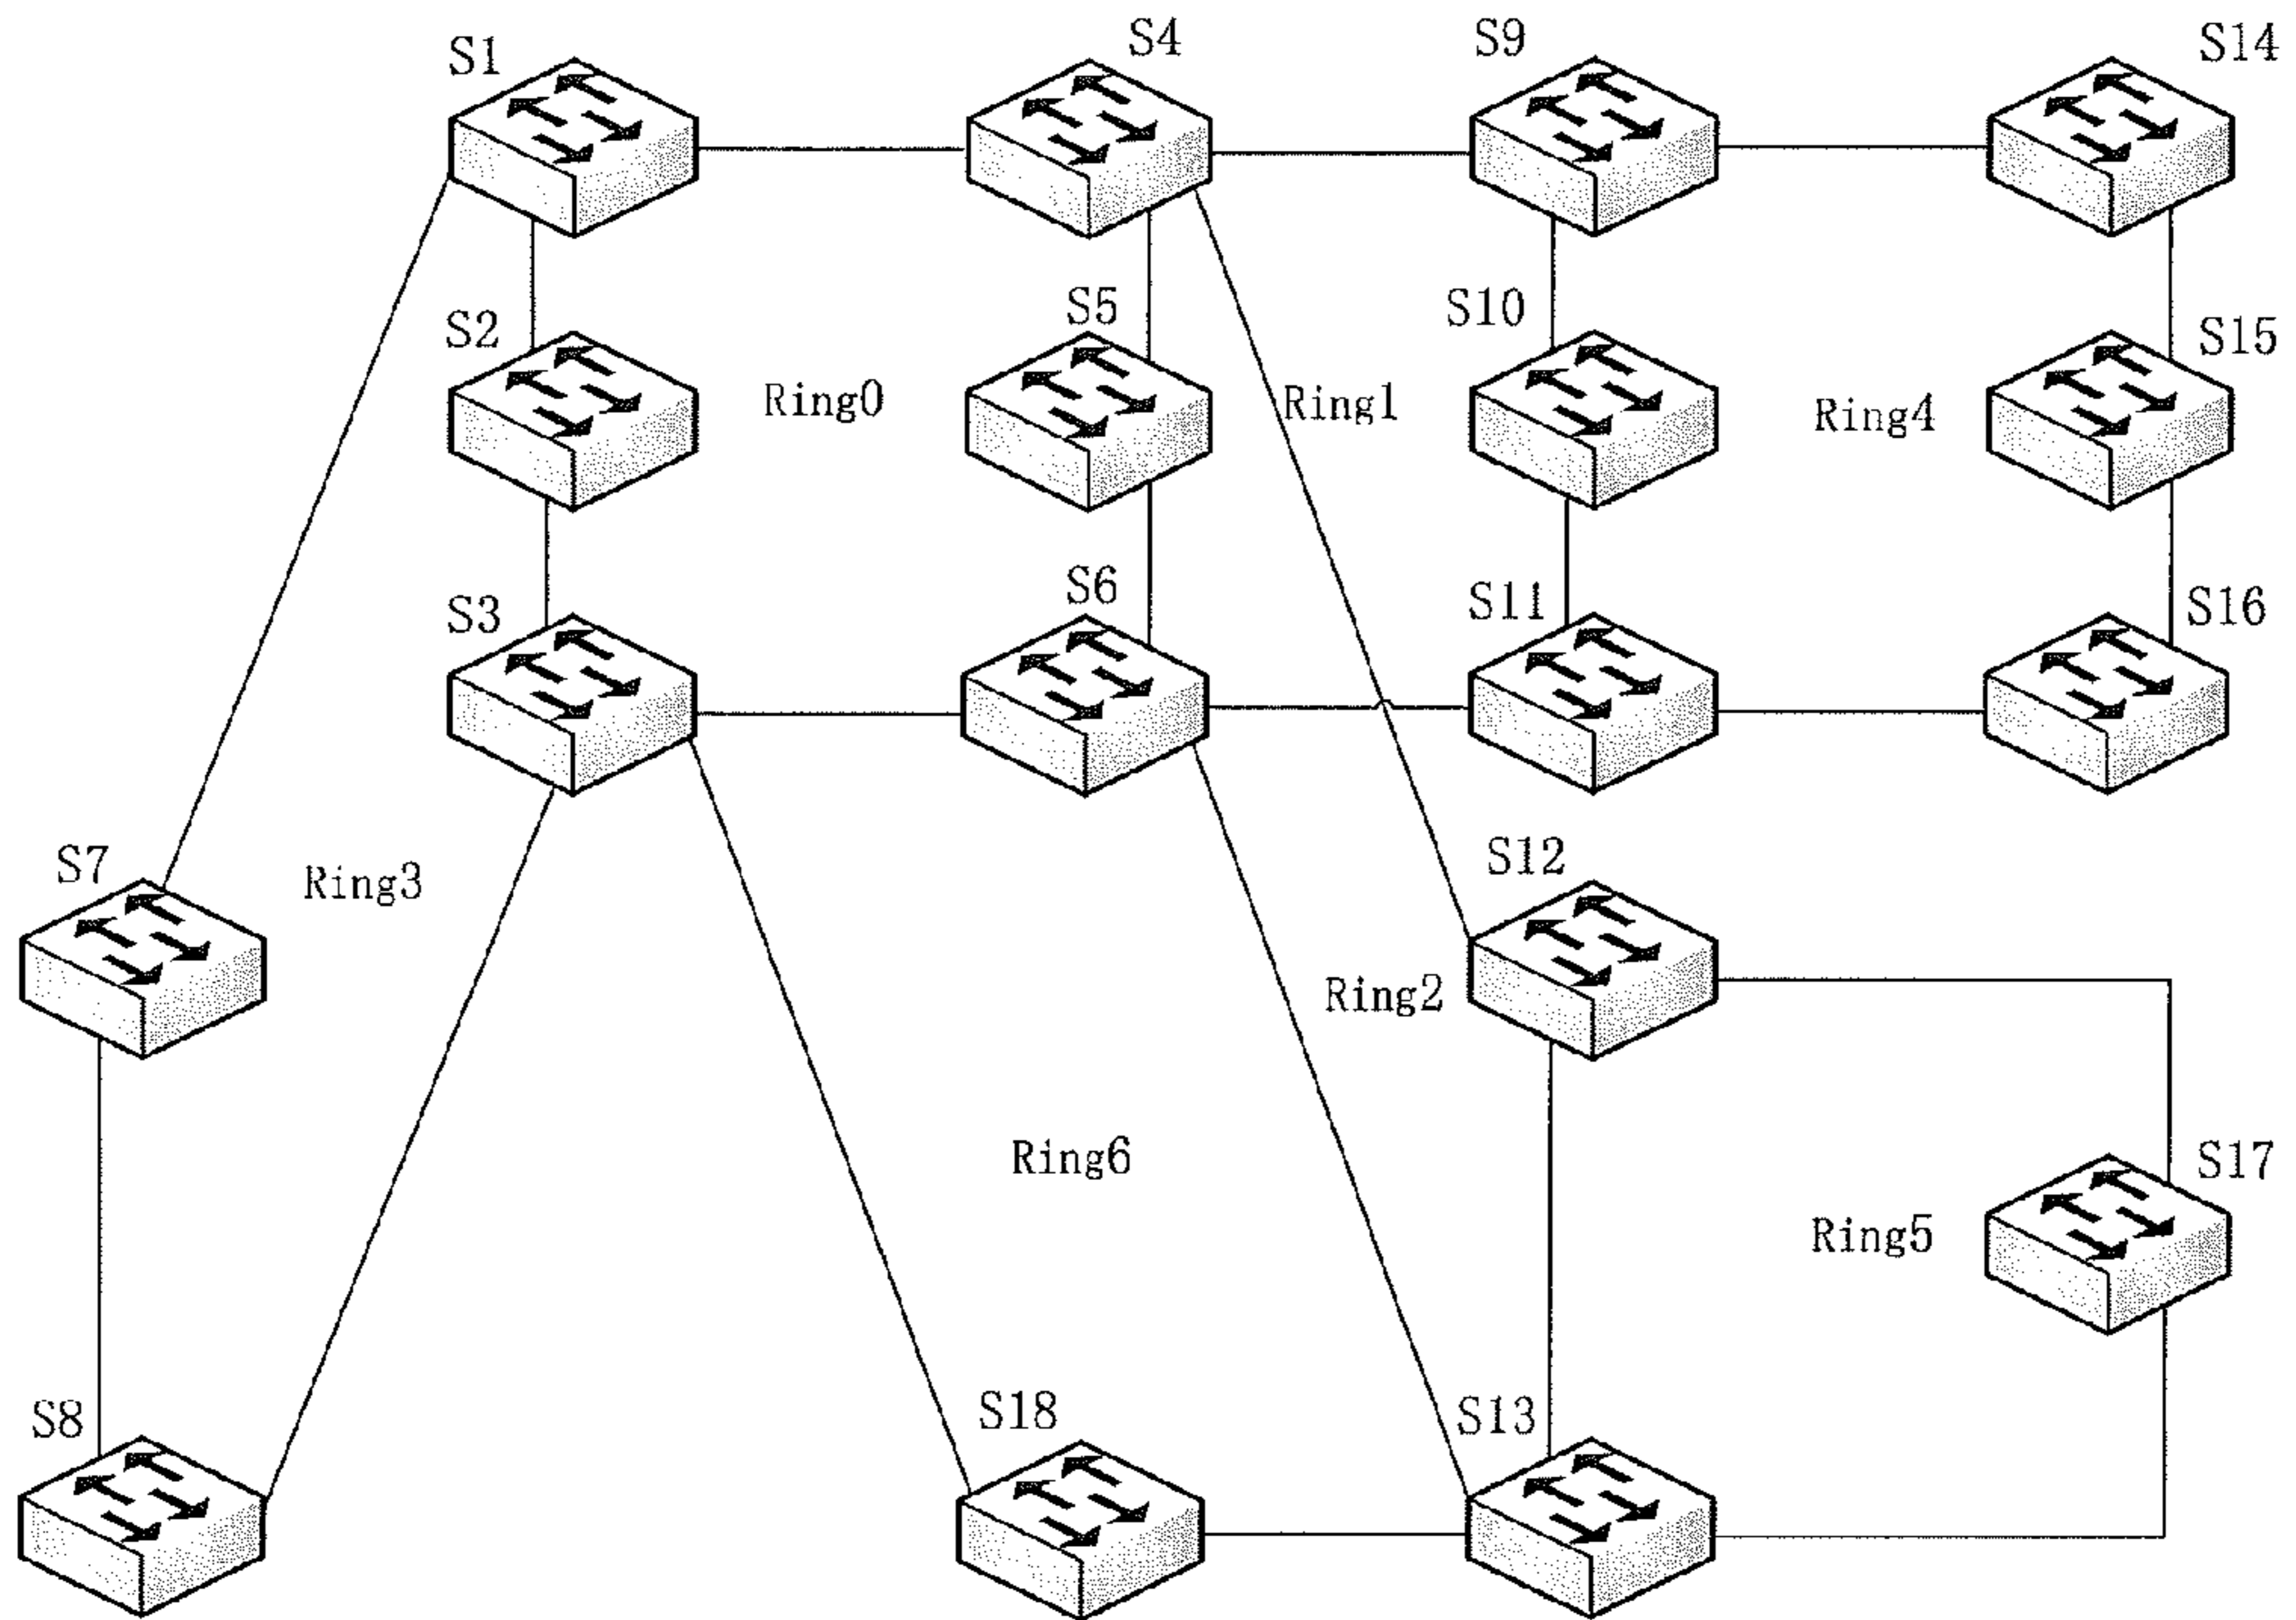 S1
S4
S9
S14
S2
S5
S10
S15
Ring0
Ring1
Ring4
S3
S6
S11
S16
S7
Ring3
S12
Ring2
Ring6
S17
Ring5
S8
S18
S13